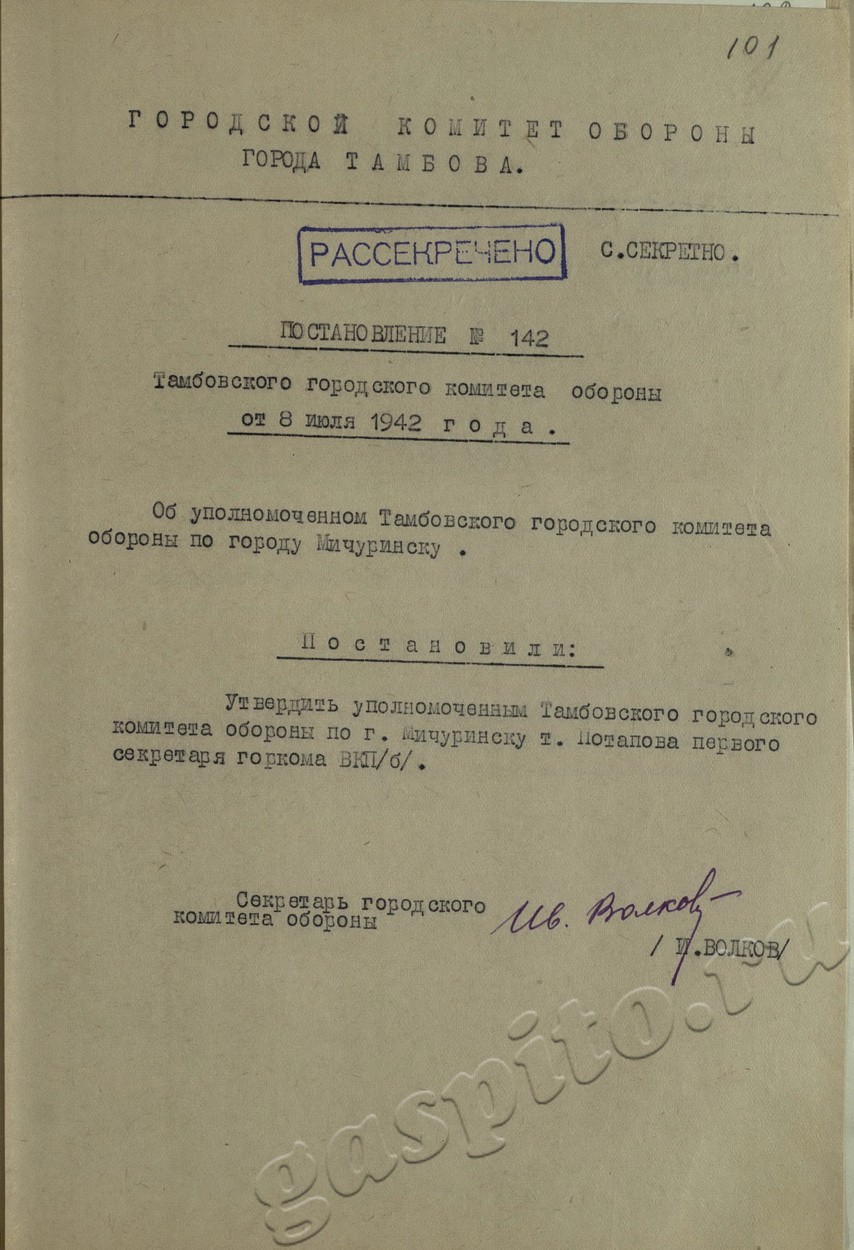 101
ГОРОДСКОЙ КОМИТЕТ ОБОРОНЫ
ГОРОДА ТАМБОВА.
РАССЕКРЕЧЕНО С.СЕКРЕТНО.
ПОСТАНОВЛЕНИЕ № 142
Тамбовского городского комитета обороны
от 8 июля 1942 года.
Об уполномоченном Тамбовского городского комитета
обороны по городу Мичуринску .
Постановили:
Утвердить уполномоченным Тамбовского городского
комитета обороны по г. Мичуринску т. Потапова первого
секретаря горкома ВКП/б/.
Секретарь городского
комитета обороны
Ив. Волков
/ И.ВОЛКОВ/
gaspito.ru